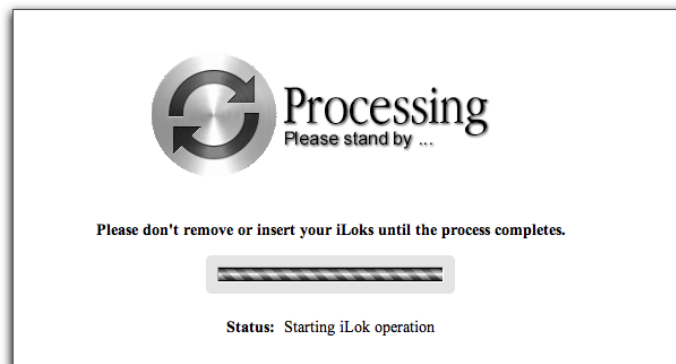 Processing
Please stand by ...
Please don't remove or insert your iLoks until the process completes.
Status: Starting iLok operation